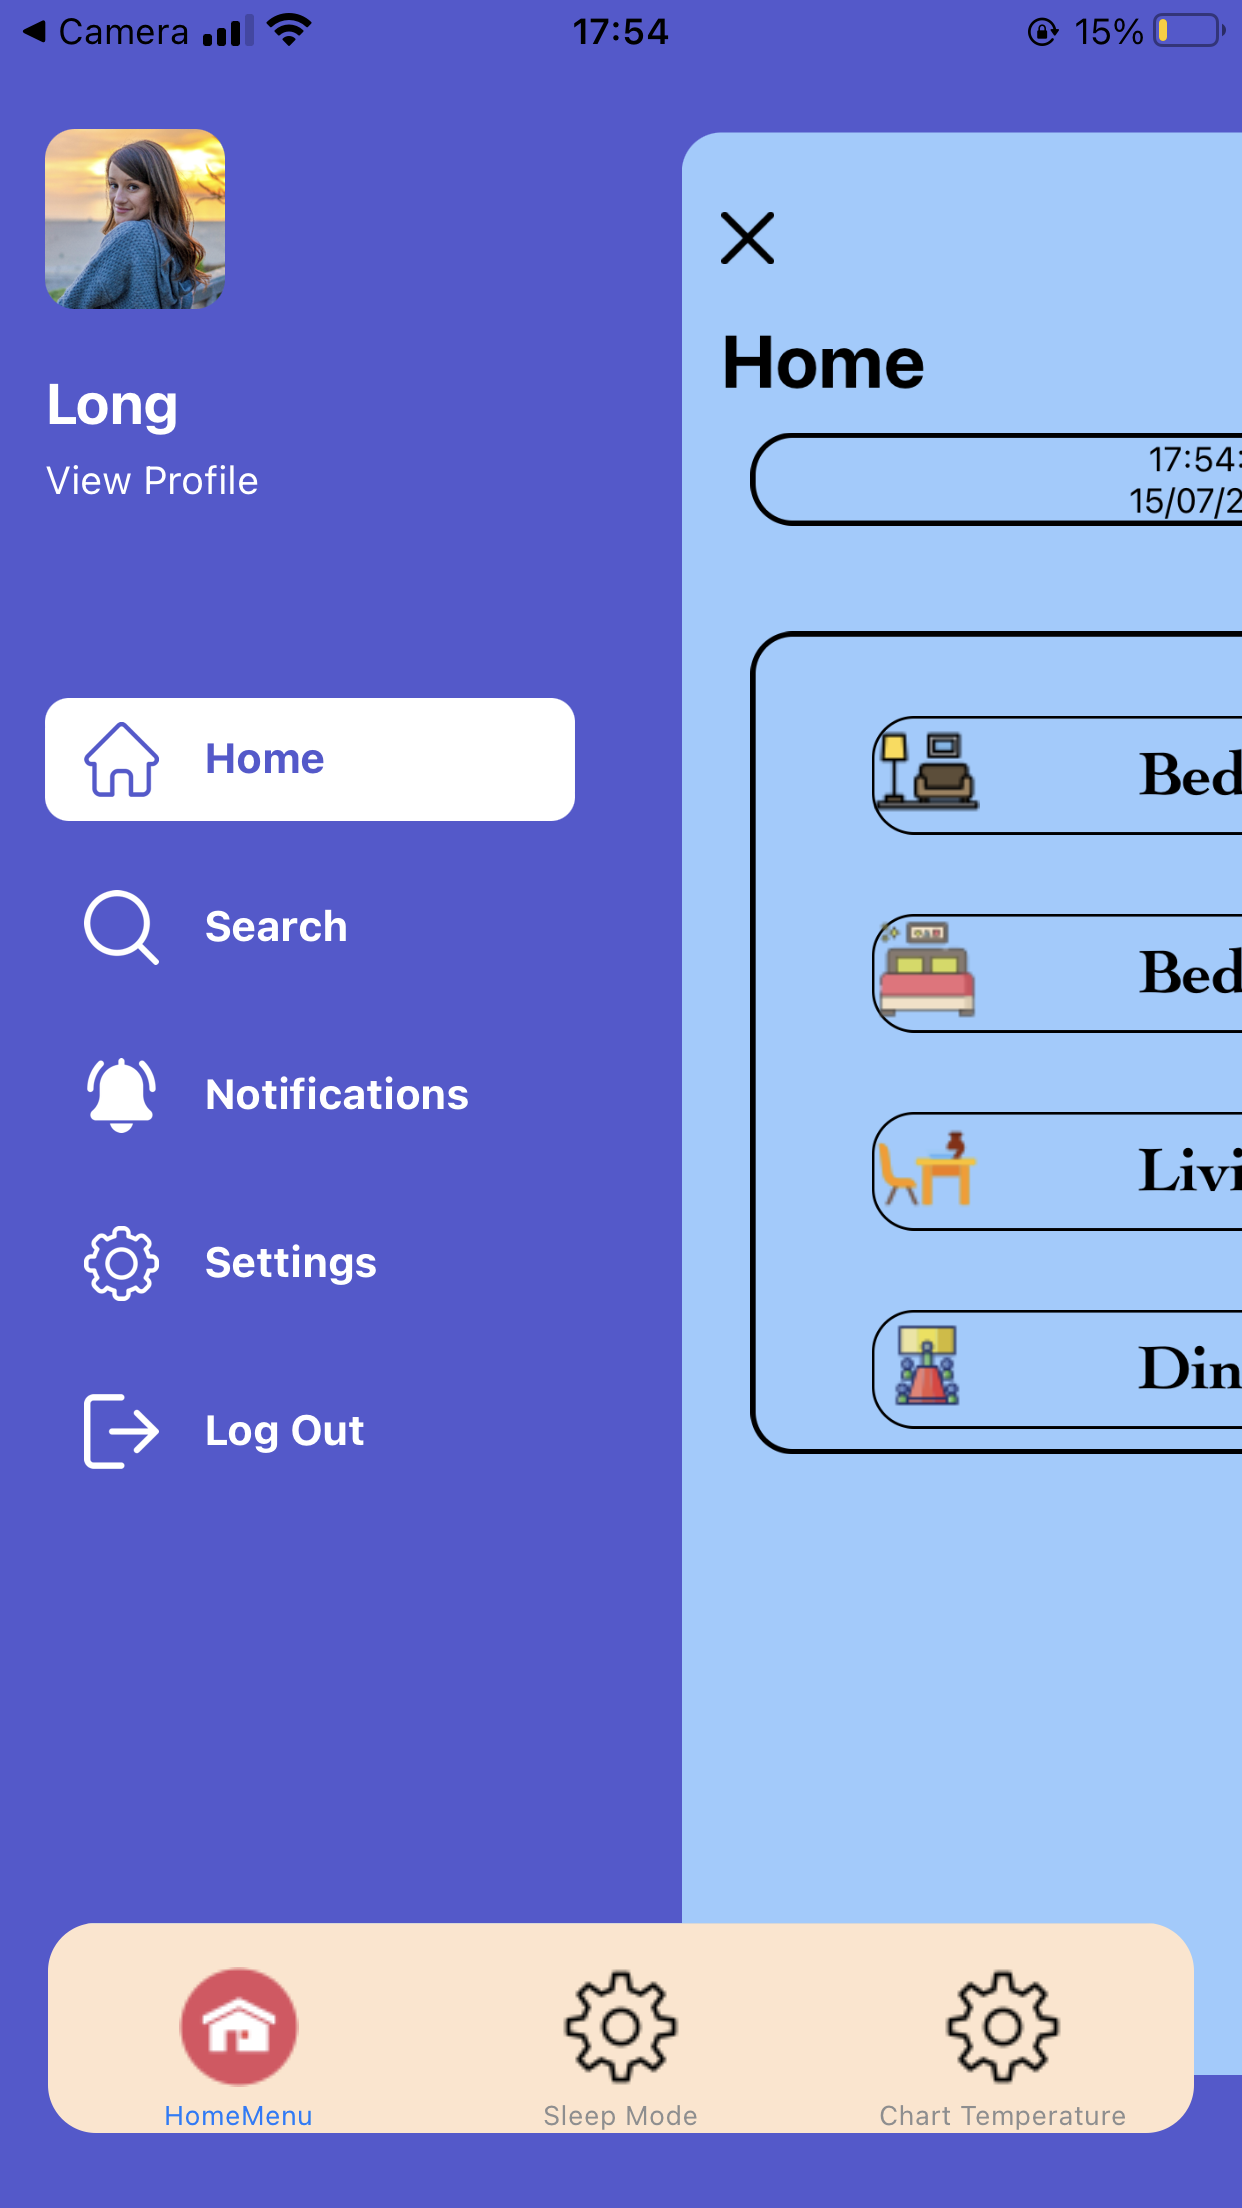 Camera
17:54
15%
Long
View Profile
Home
Search
Notifications
Settings
Log Out
Home
17:54:
15/07/2
Bed
Bed
Livi
Din
HomeMenu
Sleep Mode
Chart Temperature